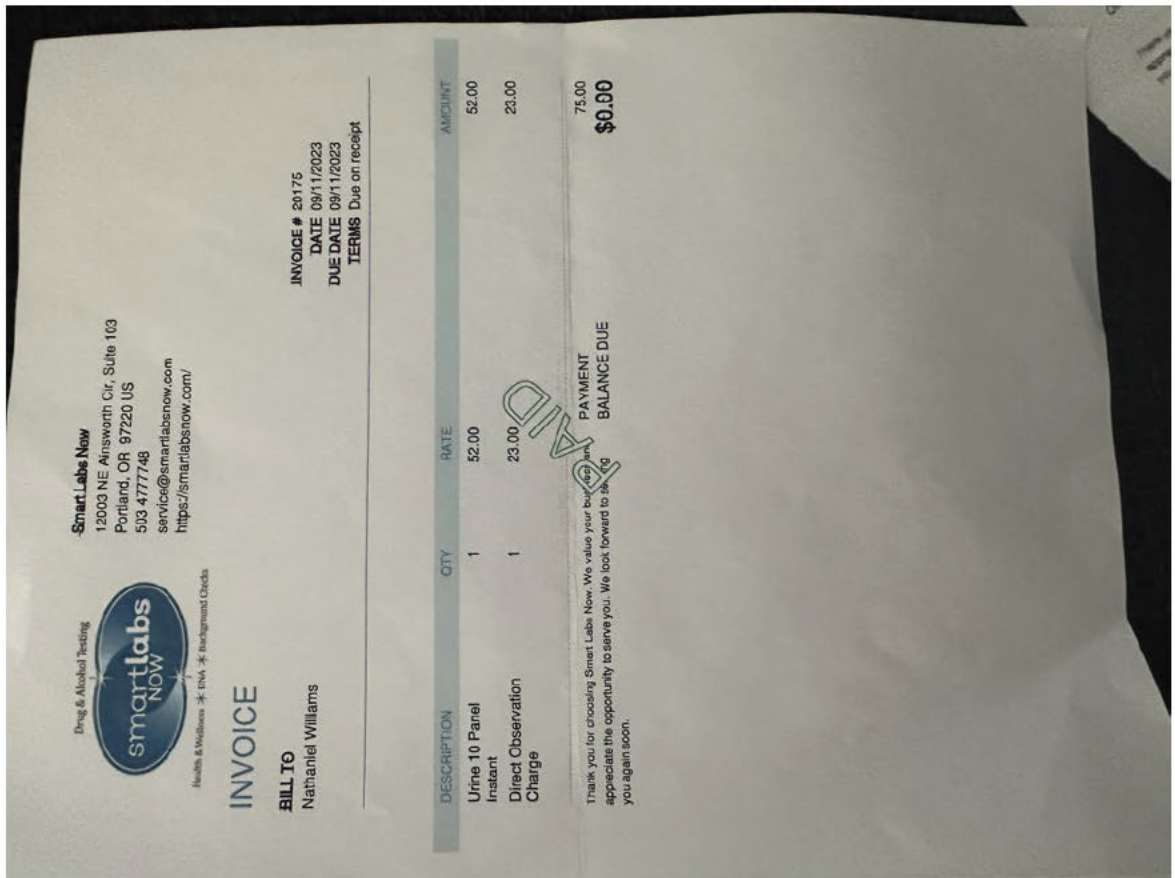 Drug & Alcohol Testing
smartlabs
NOW
Health & Wellness * DNA * Background Checks
Smart Labs Now
12003 NE Ainsworth Cir, Suite 103
Portland, OR 97220 US
503 4777748
service@smartlabsnow.com
https://smartlabsnow.com/
INVOICE
BILL TO
Nathaniel Williams
INVOICE # 20175
DATE 09/11/2023
DUE DATE 09/11/2023
TERMS Due on receipt
DESCRIPTION QTY RATE AMOUNT
Urine 10 Panel 1 52.00 52.00
Instant
Direct Observation 1 23.00 23.00
Charge
Thank you for choosing Smart Labs Now. We value your business and
appreciate the opportunity to serve you. We look forward to serving
you again soon.
PAYMENT 75.00
BALANCE DUE $0.00
PAID